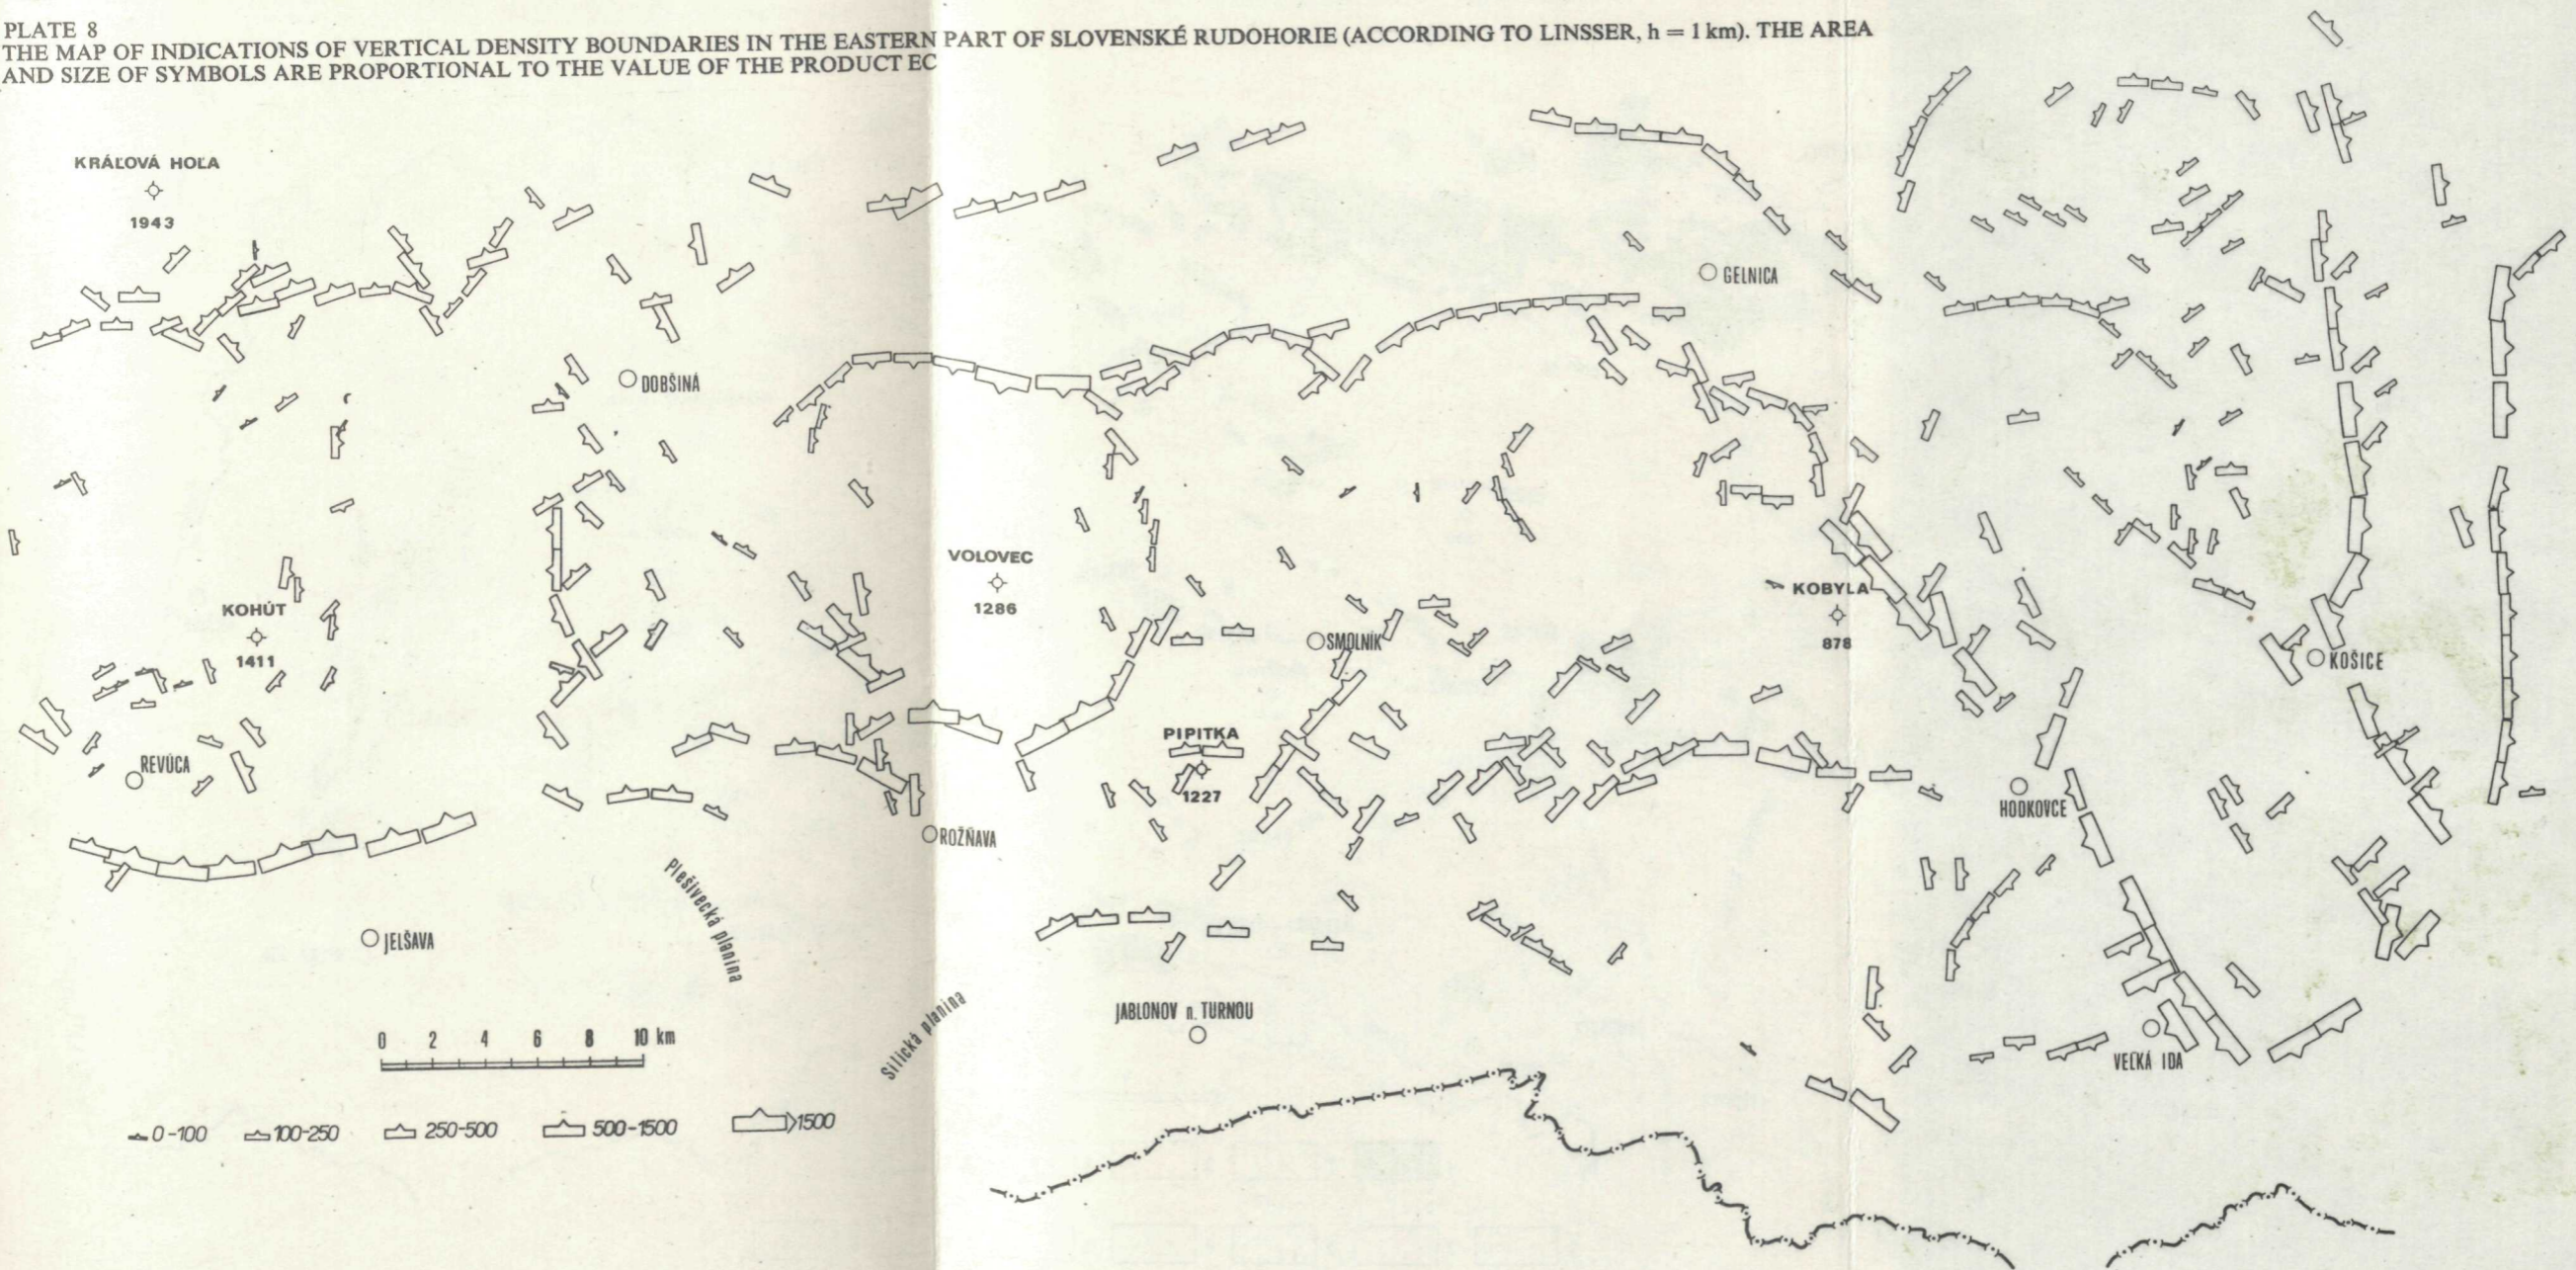 PLATE 8
THE MAP OF INDICATIONS OF VERTICAL DENSITY BOUNDARIES IN THE EASTERN PART OF SLOVENSKÉ RUDOHORIE (ACCORDING TO LINSSER, h = 1 km). THE AREA
AND SIZE OF SYMBOLS ARE PROPORTIONAL TO THE VALUE OF THE PRODUCT EC
KRÁĽOVÁ HOĽA
1943
GELNICA
DOBŠINÁ
VOLOVEC
1286
KOBYLA
878
KOHÚT
1411
SMOLNÍK
KOŠICE
PIPITKA
1227
REVÚCA
HODKOVCE
ROŽŇAVA
Plešivecká planina
JELŠAVA
Silická planina
JABLONOV n. TURNOU
VEĽKÁ IDA
0 2 4 6 8 10 km
0-100 100-250 250-500 500-1500 >1500